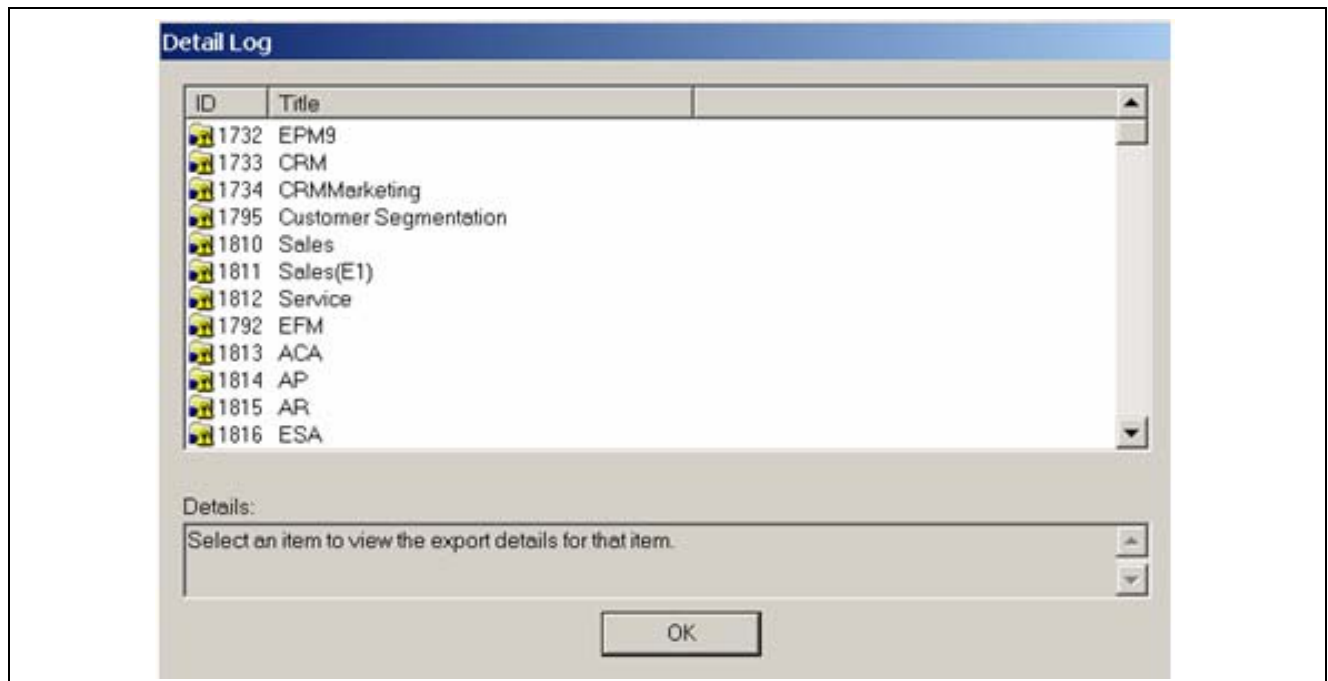 Detail Log
ID Title
1732 EPM9
1733 CRM
1734 CRMMarketing
1795 Customer Segmentation
1810 Sales
1811 Sales(E1)
1812 Service
1792 EFM
1813 ACA
1814 AP
1815 AR
1816 ESA
Details:
Select an item to view the export details for that item.
OK